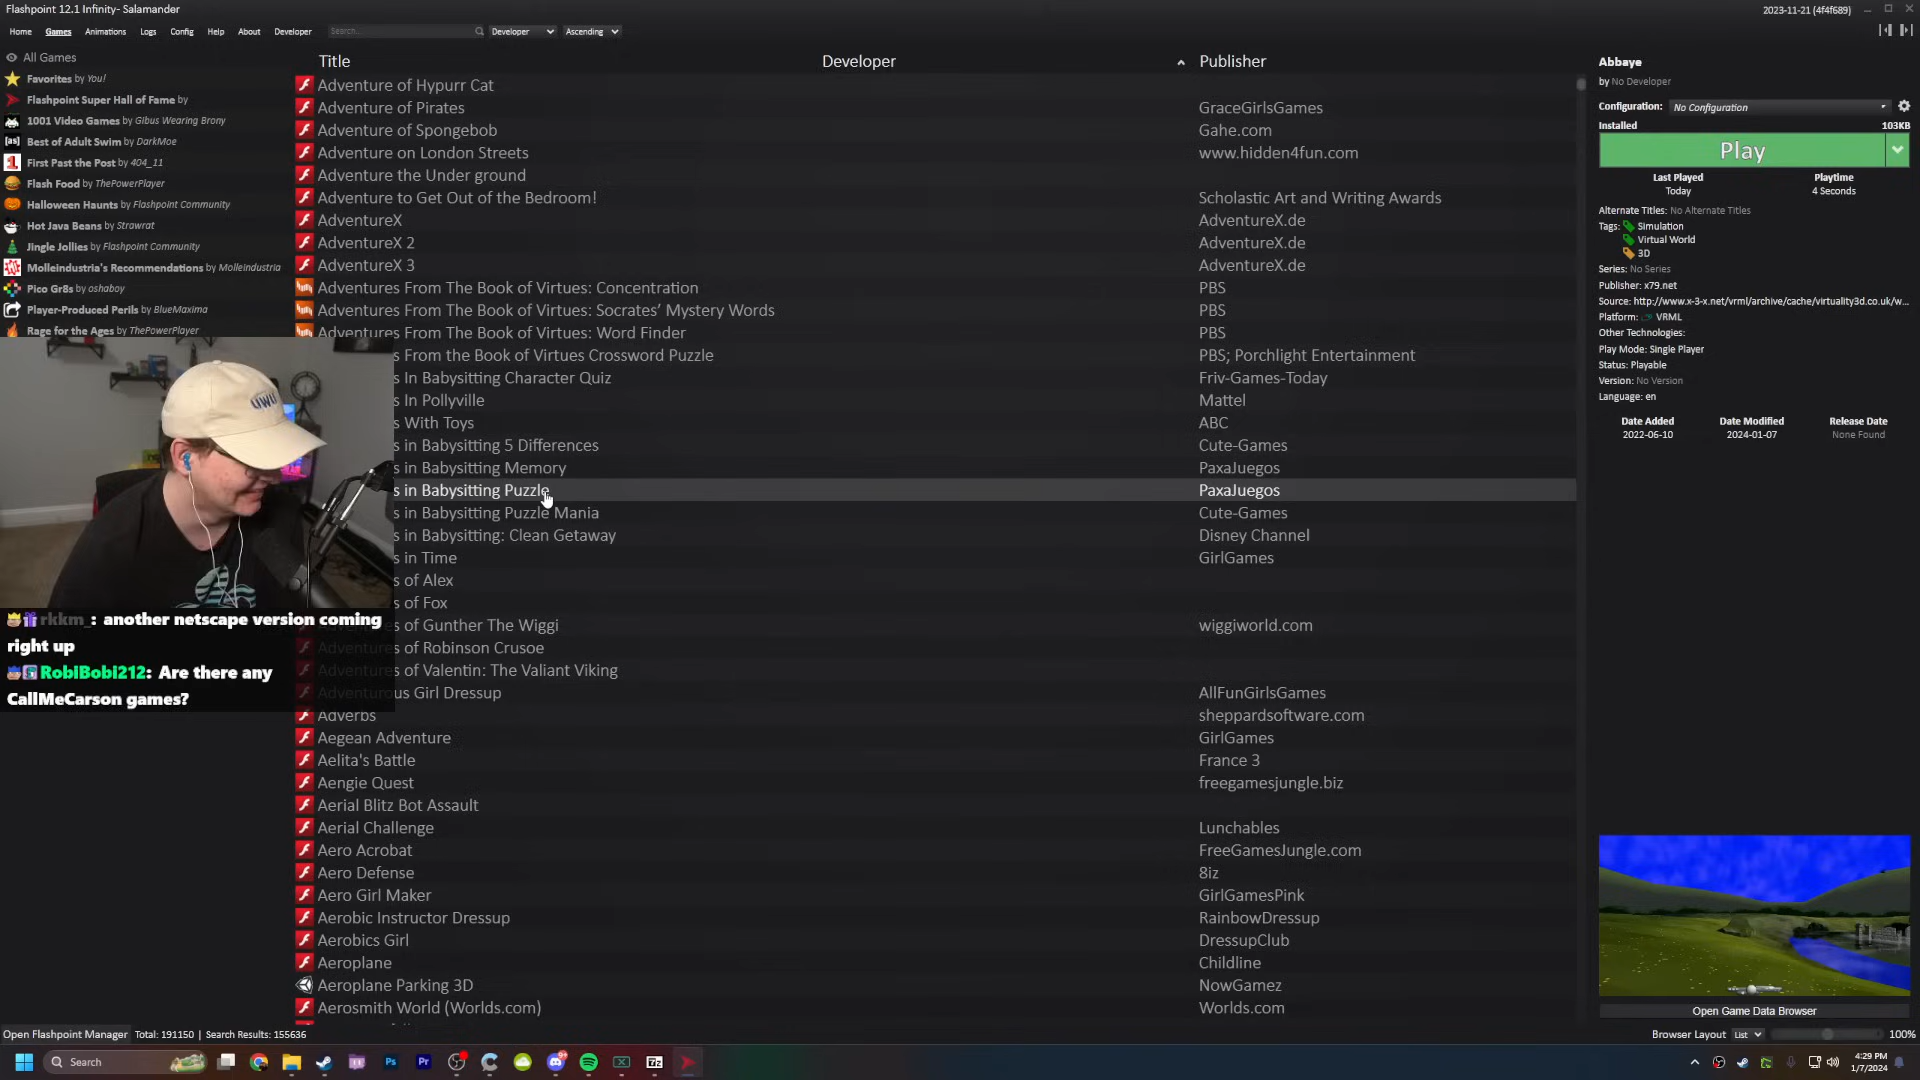 Flashpoint 12.1 Infinity- Salamander
2023-11-21 (4f4f689)
Home Games Animations Logs Config Help About Developer Search... Developer Ascending
All Games
Favorites by You!
Flashpoint Super Hall of Fame by
1001 Video Games by Gibus Wearing Brony
Best of Adult Swim by DarkMoe
First Past the Post by 404_11
Flash Food by ThePowerPlayer
Halloween Haunts by Flashpoint Community
Hot Java Beans by Strawrat
Jingle Jollies by Flashpoint Community
Molleindustria's Recommendations by Molleindustria
Pico Gr8s by oshaboy
Player-Produced Perils by BlueMaxima
Rage for the Ages by ThePowerPlayer
UWU
rkkm_: another netscape version coming
right up
RobiBobi212: Are there any
CallMeCarson games?
Title Developer Publisher
Adventure of Hypurr Cat
Adventure of Pirates GraceGirlsGames
Adventure of Spongebob Gahe.com
Adventure on London Streets www.hidden4fun.com
Adventure the Under ground
Adventure to Get Out of the Bedroom! Scholastic Art and Writing Awards
AdventureX AdventureX.de
AdventureX 2 AdventureX.de
AdventureX 3 AdventureX.de
Adventures From The Book of Virtues: Concentration PBS
Adventures From The Book of Virtues: Socrates’ Mystery Words PBS
Adventures From The Book of Virtues: Word Finder PBS
s From the Book of Virtues Crossword Puzzle PBS; Porchlight Entertainment
s In Babysitting Character Quiz Friv-Games-Today
s In Pollyville Mattel
s With Toys ABC
s in Babysitting 5 Differences Cute-Games
s in Babysitting Memory PaxaJuegos
s in Babysitting Puzzle PaxaJuegos
s in Babysitting Puzzle Mania Cute-Games
s in Babysitting: Clean Getaway Disney Channel
s in Time GirlGames
s of Alex
s of Fox
s of Gunther The Wiggi wiggiworld.com
Adventures of Robinson Crusoe
Adventures of Valentin: The Valiant Viking
Adventurous Girl Dressup AllFunGirlsGames
Adverbs sheppardsoftware.com
Aegean Adventure GirlGames
Aelita's Battle France 3
Aengie Quest freegamesjungle.biz
Aerial Blitz Bot Assault
Aerial Challenge Lunchables
Aero Acrobat FreeGamesJungle.com
Aero Defense 8iz
Aero Girl Maker GirlGamesPink
Aerobic Instructor Dressup RainbowDressup
Aerobics Girl DressupClub
Aeroplane Childline
Aeroplane Parking 3D NowGamez
Aerosmith World (Worlds.com) Worlds.com
Abbaye
by No Developer
Configuration: No Configuration
Installed 103KB
Play
Last Played Playtime
Today 4 Seconds
Alternate Titles: No Alternate Titles
Tags: Simulation
Virtual World
3D
Series: No Series
Publisher: x79.net
Source: http://www.x-3-x.net/vrml/archive/cache/virtuality3d.co.uk/w...
Platform: VRML
Other Technologies:
Play Mode: Single Player
Status: Playable
Version: No Version
Language: en
Date Added Date Modified Release Date
2022-06-10 2024-01-07 None Found
Open Game Data Browser
Open Flashpoint Manager Total: 191150 | Search Results: 155636
Browser Layout List 100%
Search
4:29 PM
1/7/2024